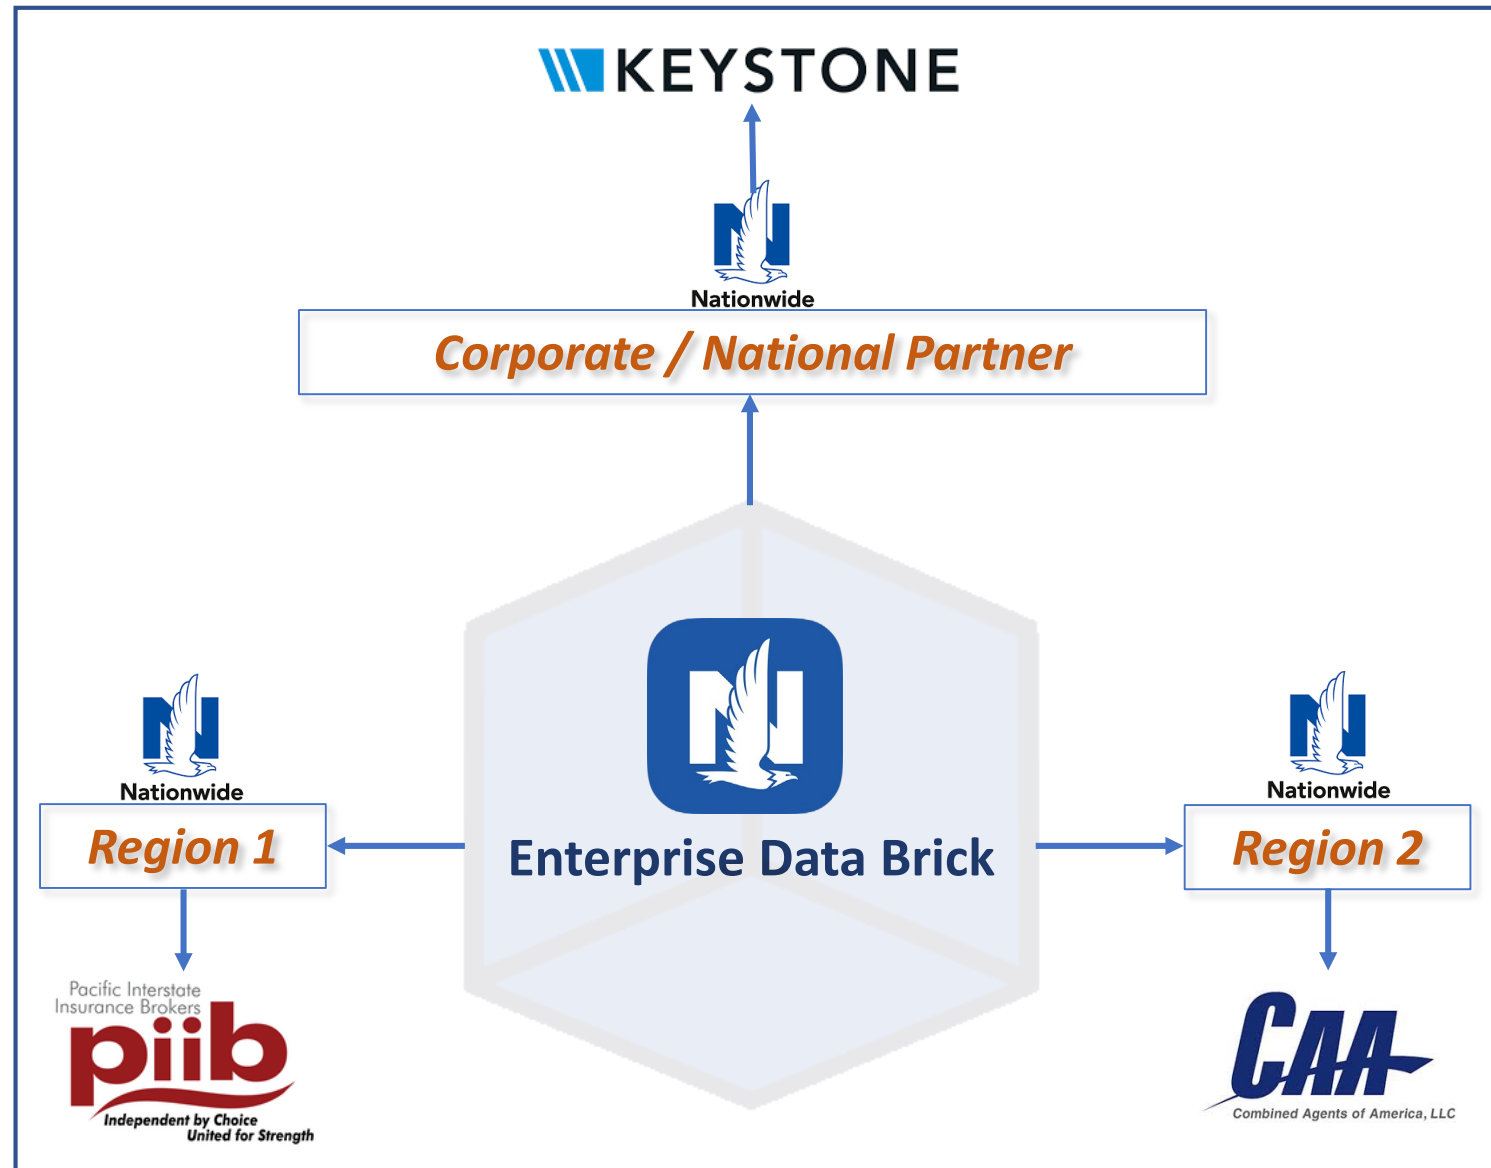 KEYSTONE
Nationwide
Corporate / National Partner
Nationwide
Region 1
Enterprise Data Brick
Nationwide
Region 2
Pacific Interstate
Insurance Brokers
piib
Independent by Choice
United for Strength
CAA
Combined Agents of America, LLC